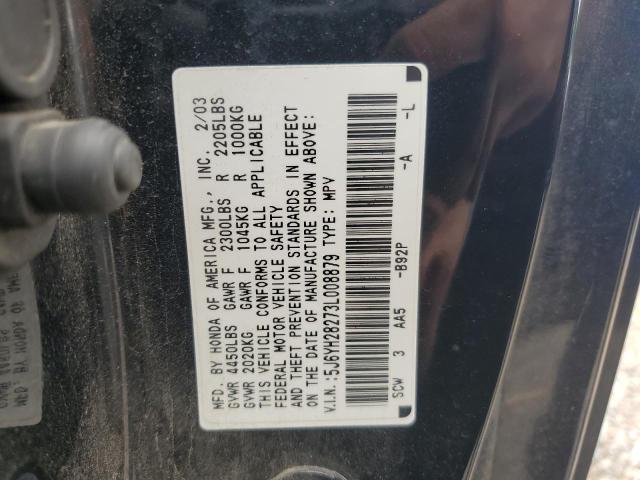 MFD. BY HONDA OF AMERICA MFG., INC. 2/03
GVWR 4450LBS GAWR F 2300LBS R 2205LBS
GVWR 2020KG GAWR F 1045KG R 1000KG
THIS VEHICLE CONFORMS TO ALL APPLICABLE
FEDERAL MOTOR VEHICLE SAFETY
AND THEFT PREVENTION STANDARDS IN EFFECT
ON THE DATE OF MANUFACTURE SHOWN ABOVE:
V.I.N.:5J6YH28273L008879 TYPE: MPV
SCW 3 AA5 -B92P -A -L